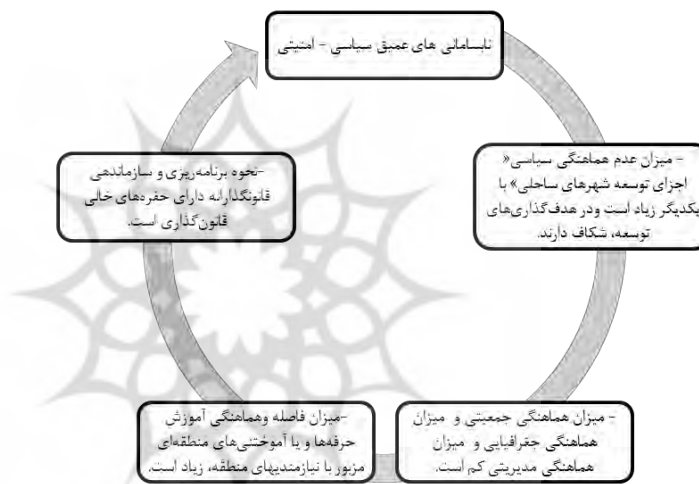 نابسامانی های عمیق سیاسی - امنیتی
- میزان عدم هماهنگی سیاسی«
اجزای توسعه شهرهای ساحلی» با
یکدیگر زیاد است ودر هدف‌گذاری‌های
توسعه، شکاف دارند.
- میزان هماهنگی جمعیتی و میزان
هماهنگی جغرافیایی و میزان
هماهنگی مدیریتی کم است.
-میزان فاصله وهماهنگی آموزش
حرفه‌ها و یا آموختنی‌های منطقه‌ای
مزبور با نیازمندیهای منطقه، زیاد است.
-نحوه برنامه‌ریزی و سازماندهی
قانونگذارانه دارای حفره‌های خالی
قانون‌گذاری است.